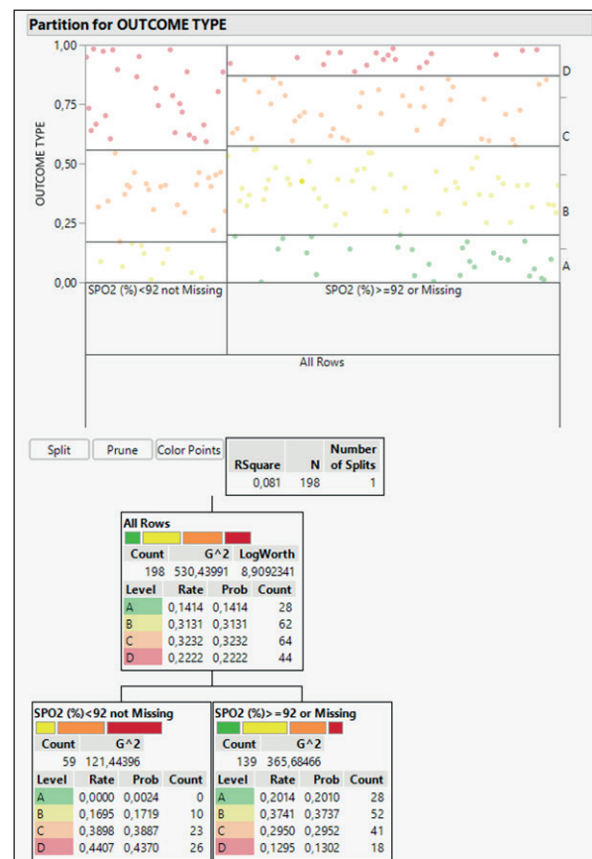 Partition for OUTCOME TYPE
1,00
0,75
0,50
0,25
0,00
OUTCOME TYPE
D
C
B
A
SPO2 (%)<92 not Missing
SPO2 (%)>=92 or Missing
All Rows
Split Prune Color Points
RSquare N Number of Splits
0,081 198 1
All Rows
Count G^2 LogWorth
198 530,43991 8,9092341
Level Rate Prob Count
A 0,1414 0,1414 28
B 0,3131 0,3131 62
C 0,3232 0,3232 64
D 0,2222 0,2222 44
SPO2 (%)<92 not Missing
Count G^2
59 121,44396
Level Rate Prob Count
A 0,0000 0,0024 0
B 0,1695 0,1719 10
C 0,3898 0,3887 23
D 0,4407 0,4370 26
SPO2 (%)>=92 or Missing
Count G^2
139 365,68466
Level Rate Prob Count
A 0,2014 0,2010 28
B 0,3741 0,3737 52
C 0,2950 0,2952 41
D 0,1295 0,1302 18